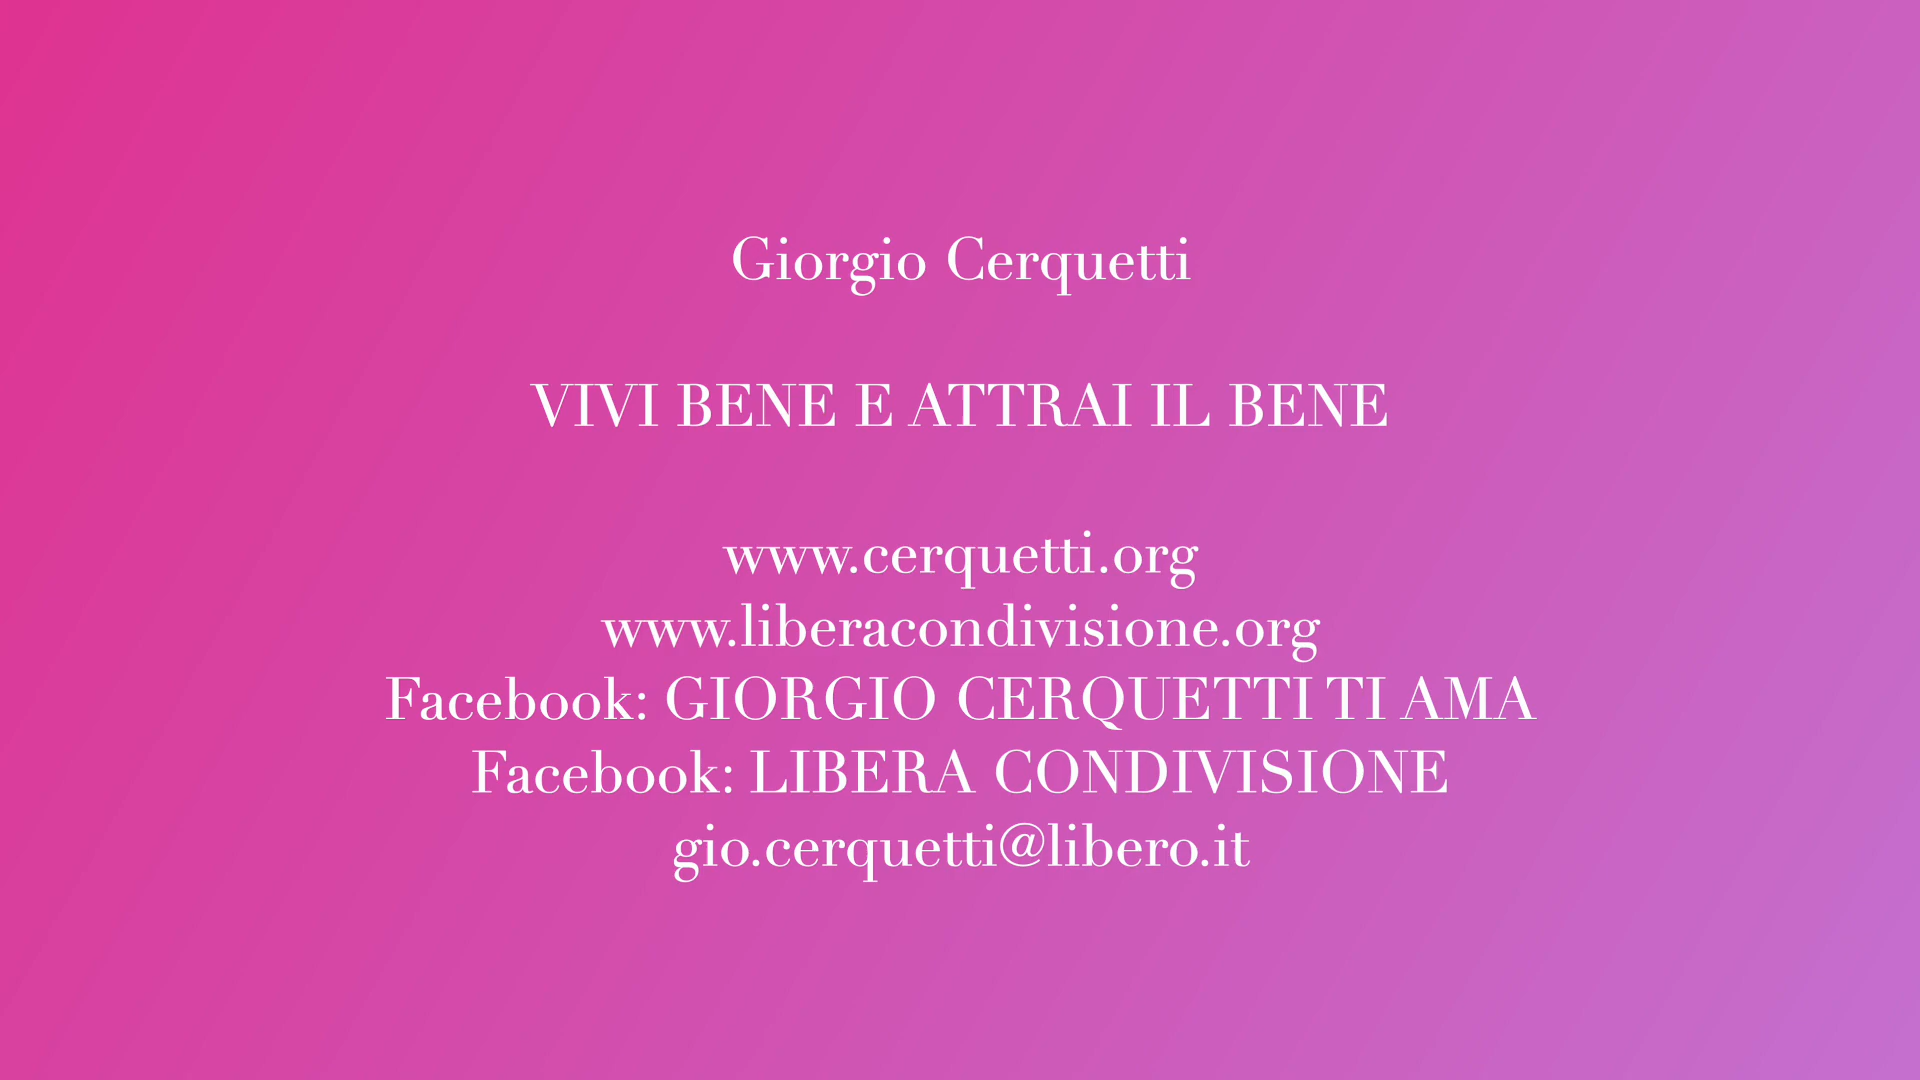 Giorgio Cerquetti
VIVI BENE E ATTRAI IL BENE
www.cerquetti.org
www.liberacondivisione.org
Facebook: GIORGIO CERQUETTI TI AMA
Facebook: LIBERA CONDIVISIONE
gio.cerquetti@libero.it